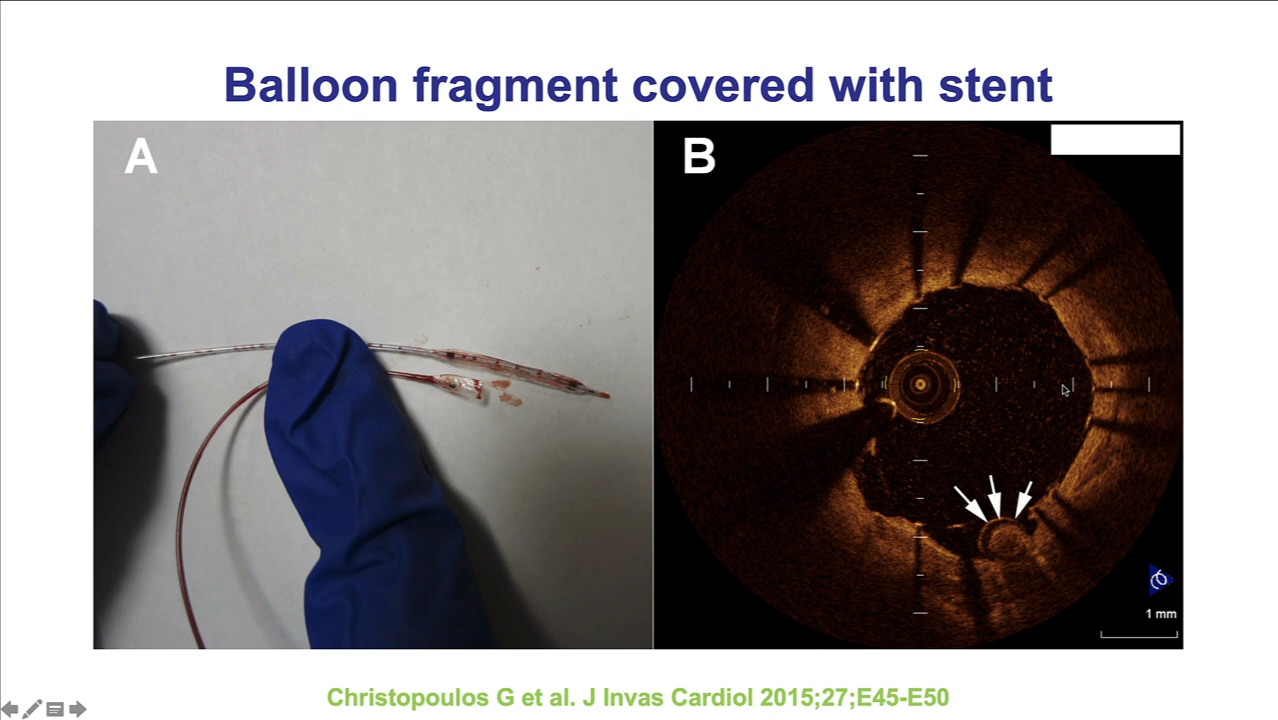 Balloon fragment covered with stent
A
B
1 mm
Christopoulos G et al. J Invas Cardiol 2015;27;E45-E50